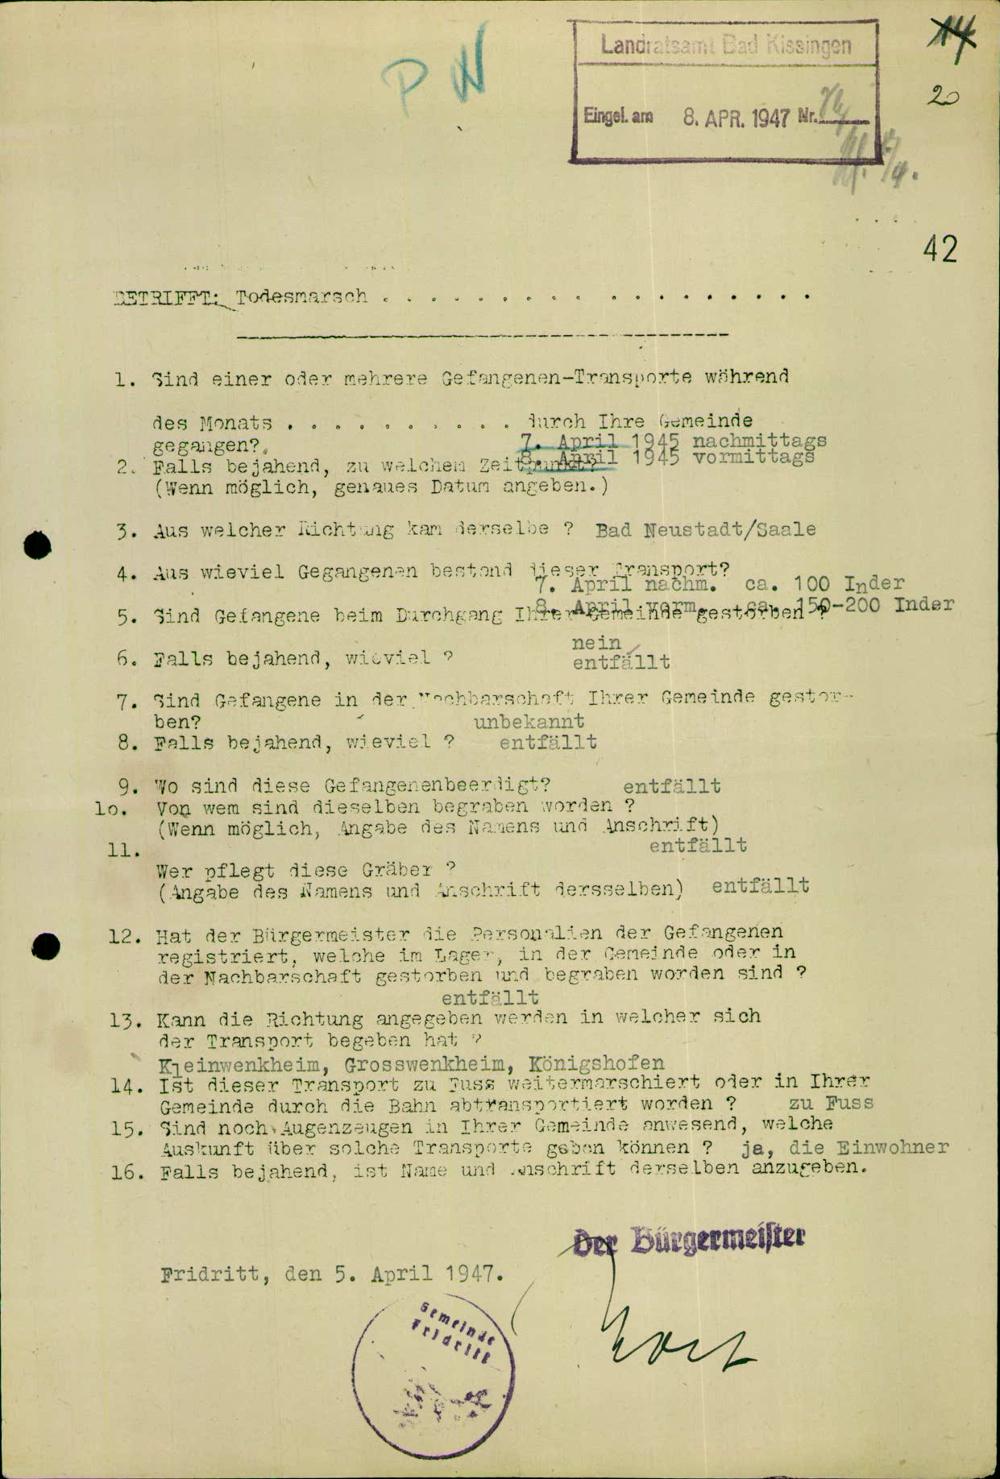 P W
Landratsamt Bad Kissingen
Eingel. am 8. APR. 1947 Nr.
14
20
42
BETRIFFT: Todesmarsch . . . . . . . . . . . . . . . . . .
1. Sind einer oder mehrere Gefangenen-Transporte während
des Monats . . . . . . . . . . durch Ihre Gemeinde
gegangen?
7. April 1945 nachmittags
8. April 1945 vormittags
2. Falls bejahend, zu welchem Zeitpunkt?
(Wenn möglich, genaues Datum angeben.)
3. Aus welcher Richtung kam derselbe ? Bad Neustadt/Saale
4. Aus wieviel Gegangenen bestand dieser Transport?
7. April nachm. ca. 100 Inder
8. April vorm. ca. 150-200 Inder
5. Sind Gefangene beim Durchgang Ihrer Gemeinde gestorben ?
nein
6. Falls bejahend, wieviel ? entfällt
7. Sind Gefangene in der Nachbarschaft Ihrer Gemeinde gestor-
ben? unbekannt
8. Falls bejahend, wieviel ? entfällt
9. Wo sind diese Gefangenenbeerdigt? entfällt
1o. Von wem sind dieselben begraben worden ?
(Wenn möglich, Angabe des Namens und Anschrift)
11. entfällt
Wer pflegt diese Gräber ?
(Angabe des Namens und Anschrift dersselben) entfällt
12. Hat der Bürgermeister die Personalien der Gefangenen
registriert, welche im Lager, in der Gemeinde oder in
der Nachbarschaft gestorben und begraben worden sind ?
entfällt
13. Kann die Richtung angegeben werden in welcher sich
der Transport begeben hat ?
Kleinwenkheim, Grosswenkheim, Königshofen
14. Ist dieser Transport zu Fuss weitermarschiert oder in Ihrer
Gemeinde durch die Bahn abtransportiert worden ? zu Fuss
15. Sind noch Augenzeugen in Ihrer Gemeinde anwesend, welche
Auskunft über solche Transporte geben können ? ja, die Einwohner
16. Falls bejahend, ist Name und Anschrift derselben anzugeben.
Der Bürgermeister
Fridritt, den 5. April 1947.
Gemeinde
Fridritt